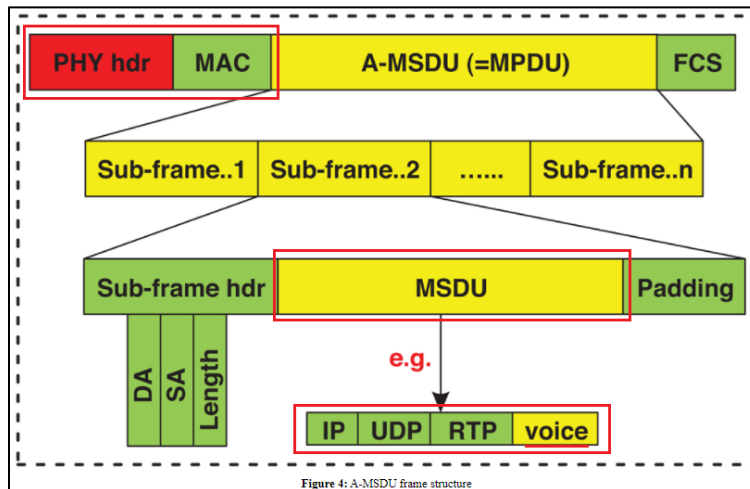 PHY hdr MAC A-MSDU (=MPDU) FCS
Sub-frame..1 Sub-frame..2 …... Sub-frame..n
Sub-frame hdr MSDU Padding
DA SA Length
e.g.
IP UDP RTP voice
Figure 4: A-MSDU frame structure